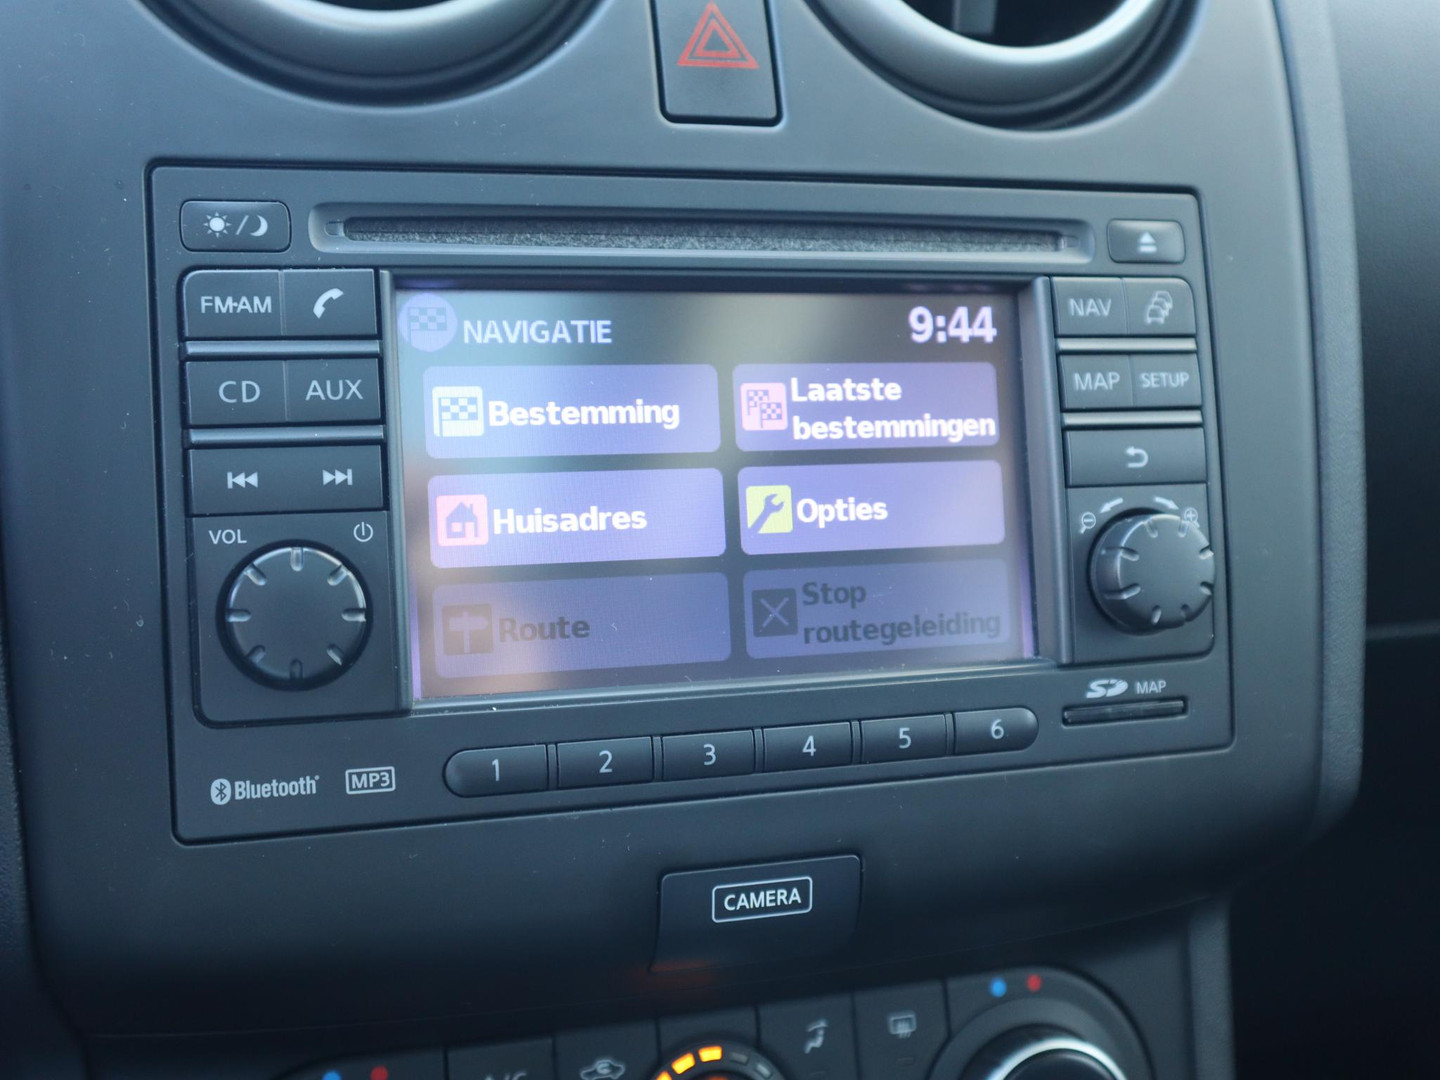 FM·AM
CD AUX
VOL
NAVIGATIE 9:44
Bestemming
Laatste
bestemmingen
Huisadres
Opties
Route
Stop
routegeleiding
NAV
MAP SETUP
SD MAP
Bluetooth MP3
1 2 3 4 5 6
CAMERA
A/C